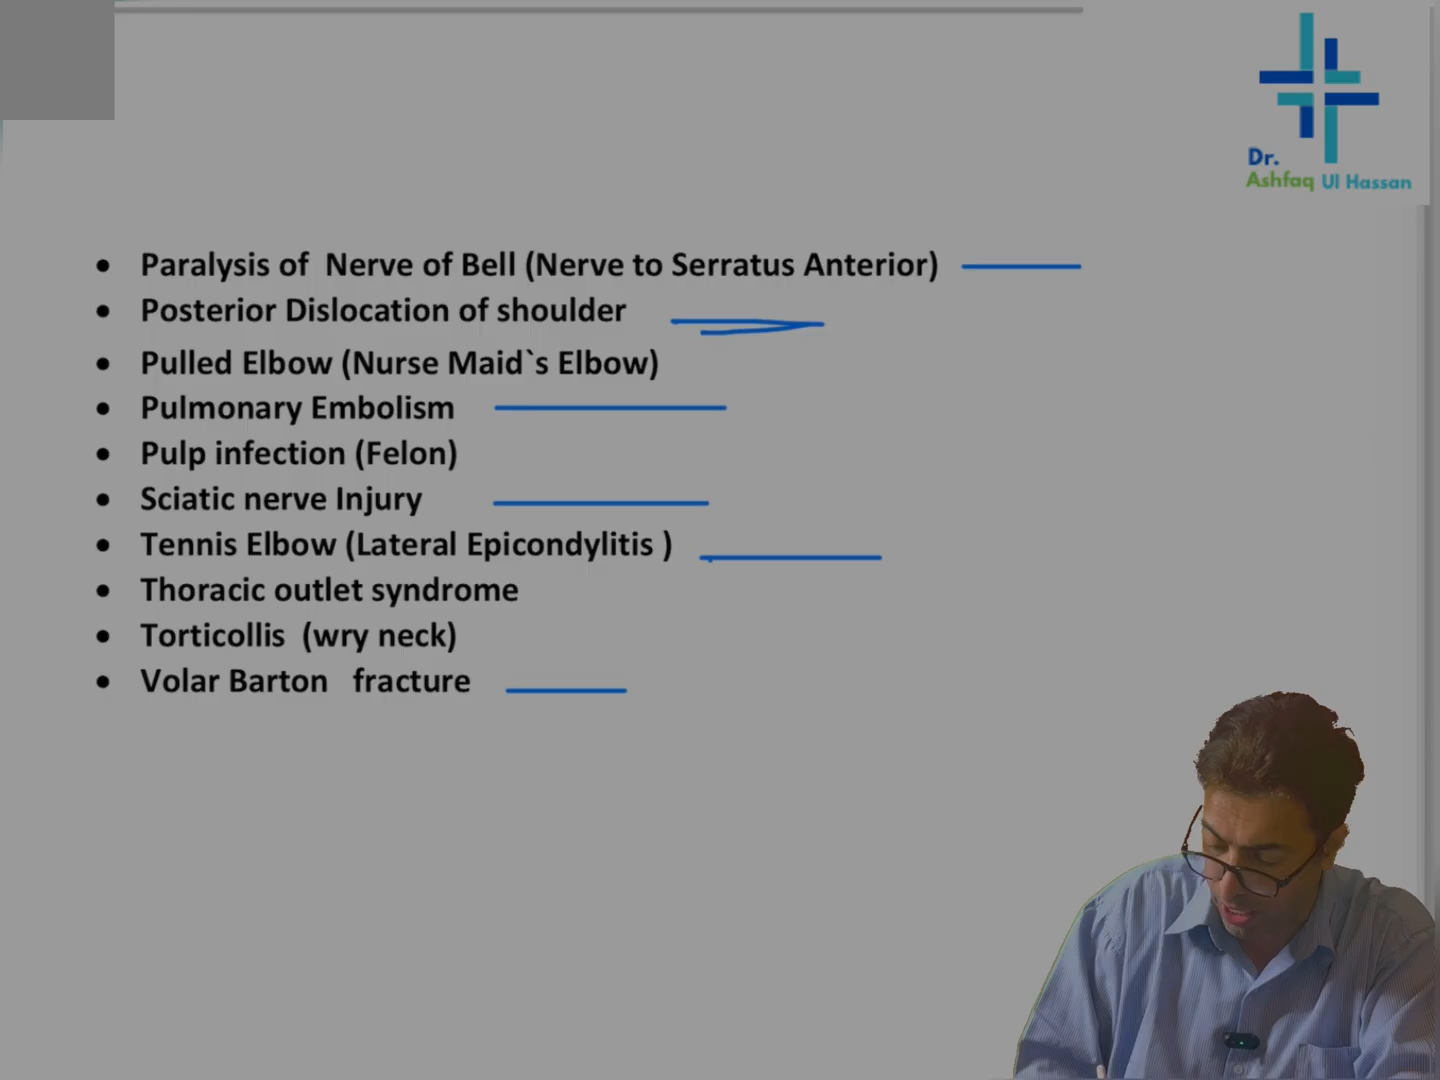 Dr.
Ashfaq Ul Hassan
• Paralysis of Nerve of Bell (Nerve to Serratus Anterior)
• Posterior Dislocation of shoulder
• Pulled Elbow (Nurse Maid`s Elbow)
• Pulmonary Embolism
• Pulp infection (Felon)
• Sciatic nerve Injury
• Tennis Elbow (Lateral Epicondylitis )
• Thoracic outlet syndrome
• Torticollis (wry neck)
• Volar Barton fracture